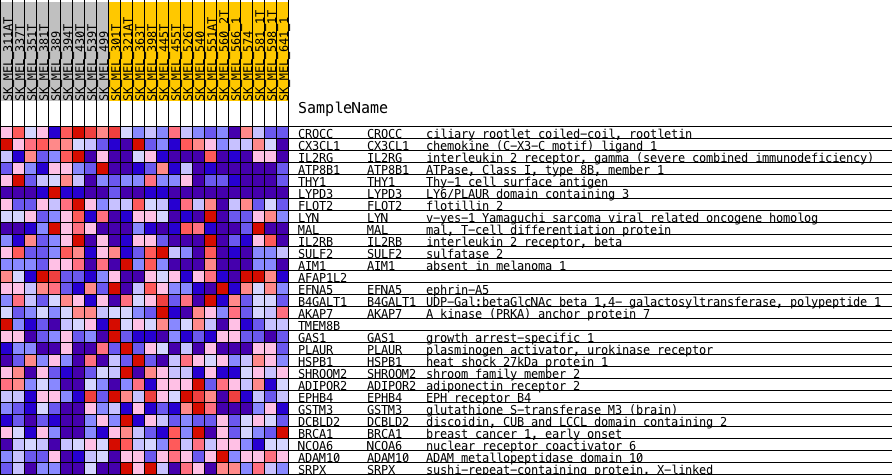 SK_MEL_311AT
SK_MEL_337T
SK_MEL_351T
SK_MEL_381T
SK_MEL_389
SK_MEL_394T
SK_MEL_430T
SK_MEL_539T
SK_MEL_499
SK_MEL_301T
SK_MEL_321AT
SK_MEL_363T
SK_MEL_398T
SK_MEL_445T
SK_MEL_455T
SK_MEL_526T
SK_MEL_540
SK_MEL_551AT
SK_MEL_560_2T
SK_MEL_566_1
SK_MEL_574
SK_MEL_581_1T
SK_MEL_598_1T
SK_MEL_641_1
SampleName
CROCC CROCC ciliary rootlet coiled-coil, rootletin
CX3CL1 CX3CL1 chemokine (C-X3-C motif) ligand 1
IL2RG IL2RG interleukin 2 receptor, gamma (severe combined immunodeficiency)
ATP8B1 ATP8B1 ATPase, Class I, type 8B, member 1
THY1 THY1 Thy-1 cell surface antigen
LYPD3 LYPD3 LY6/PLAUR domain containing 3
FLOT2 FLOT2 flotillin 2
LYN LYN v-yes-1 Yamaguchi sarcoma viral related oncogene homolog
MAL MAL mal, T-cell differentiation protein
IL2RB IL2RB interleukin 2 receptor, beta
SULF2 SULF2 sulfatase 2
AIM1 AIM1 absent in melanoma 1
AFAP1L2
EFNA5 EFNA5 ephrin-A5
B4GALT1 B4GALT1 UDP-Gal:betaGlcNAc beta 1,4- galactosyltransferase, polypeptide 1
AKAP7 AKAP7 A kinase (PRKA) anchor protein 7
TMEM8B
GAS1 GAS1 growth arrest-specific 1
PLAUR PLAUR plasminogen activator, urokinase receptor
HSPB1 HSPB1 heat shock 27kDa protein 1
SHROOM2 SHROOM2 shroom family member 2
ADIPOR2 ADIPOR2 adiponectin receptor 2
EPHB4 EPHB4 EPH receptor B4
GSTM3 GSTM3 glutathione S-transferase M3 (brain)
DCBLD2 DCBLD2 discoidin, CUB and LCCL domain containing 2
BRCA1 BRCA1 breast cancer 1, early onset
NCOA6 NCOA6 nuclear receptor coactivator 6
ADAM10 ADAM10 ADAM metallopeptidase domain 10
SRPX SRPX sushi-repeat-containing protein, X-linked